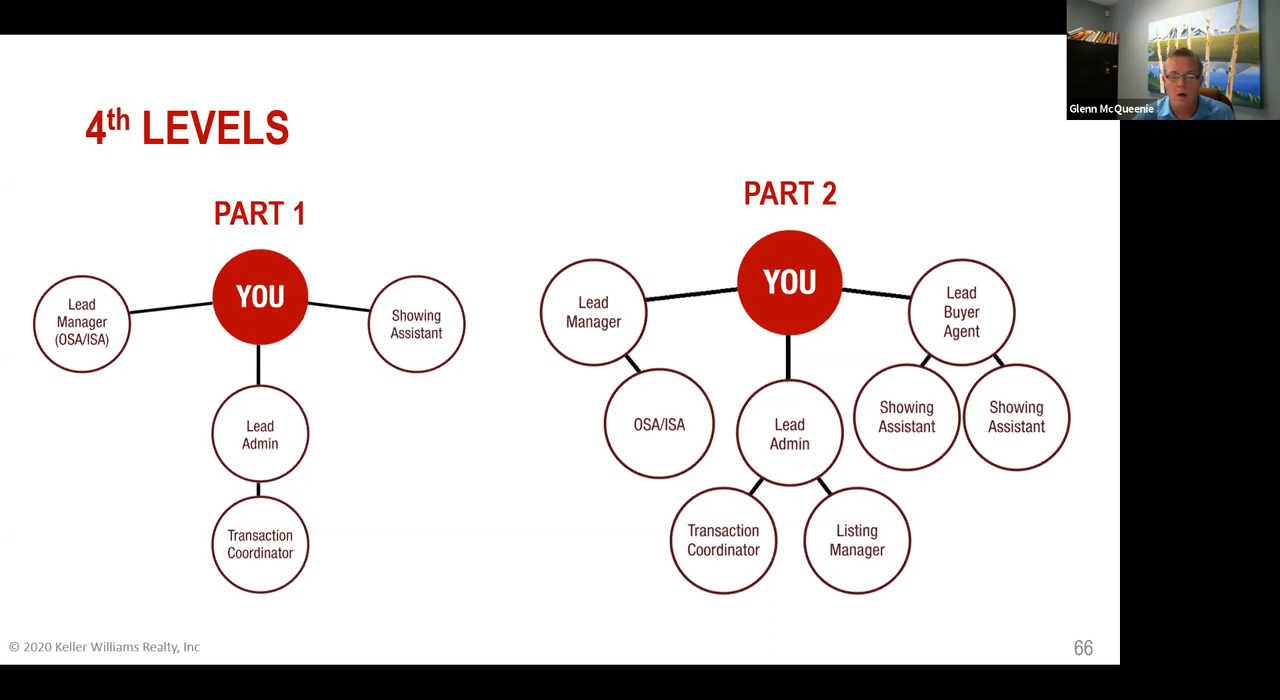 Glenn McQueenie
4th LEVELS
PART 1
YOU
Lead
Manager
(OSA/ISA)
Showing
Assistant
Lead
Admin
Transaction
Coordinator
PART 2
YOU
Lead
Manager
Lead
Buyer
Agent
OSA/ISA
Lead
Admin
Showing
Assistant
Showing
Assistant
Transaction
Coordinator
Listing
Manager
© 2020 Keller Williams Realty, Inc
66